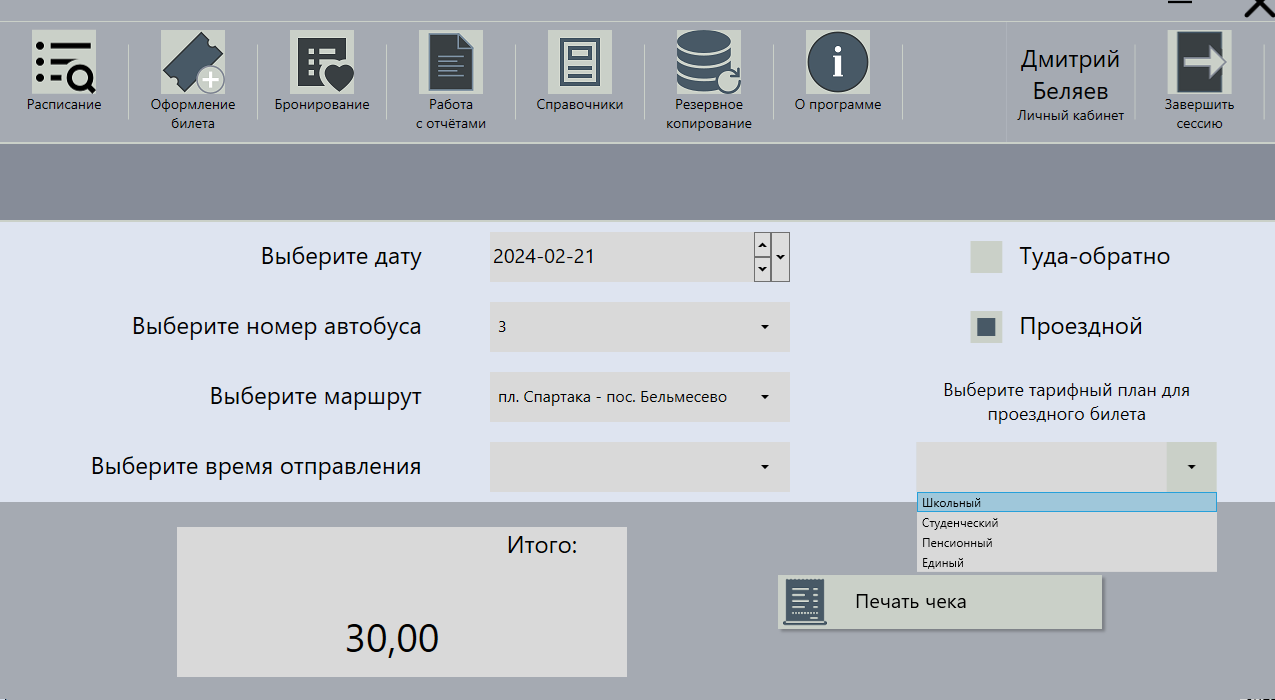 Расписание
Оформление
билета
Бронирование
Работа
с отчётами
Справочники
Резервное
копирование
i
О программе
Дмитрий
Беляев
Личный кабинет
Завершить
сессию
Выберите дату
2024-02-21
Туда-обратно
Выберите номер автобуса
3
Проездной
Выберите маршрут
пл. Спартака - пос. Бельмесево
Выберите тарифный план для
проездного билета
Выберите время отправления
Школьный
Студенческий
Пенсионный
Единый
Итого:
30,00
Печать чека